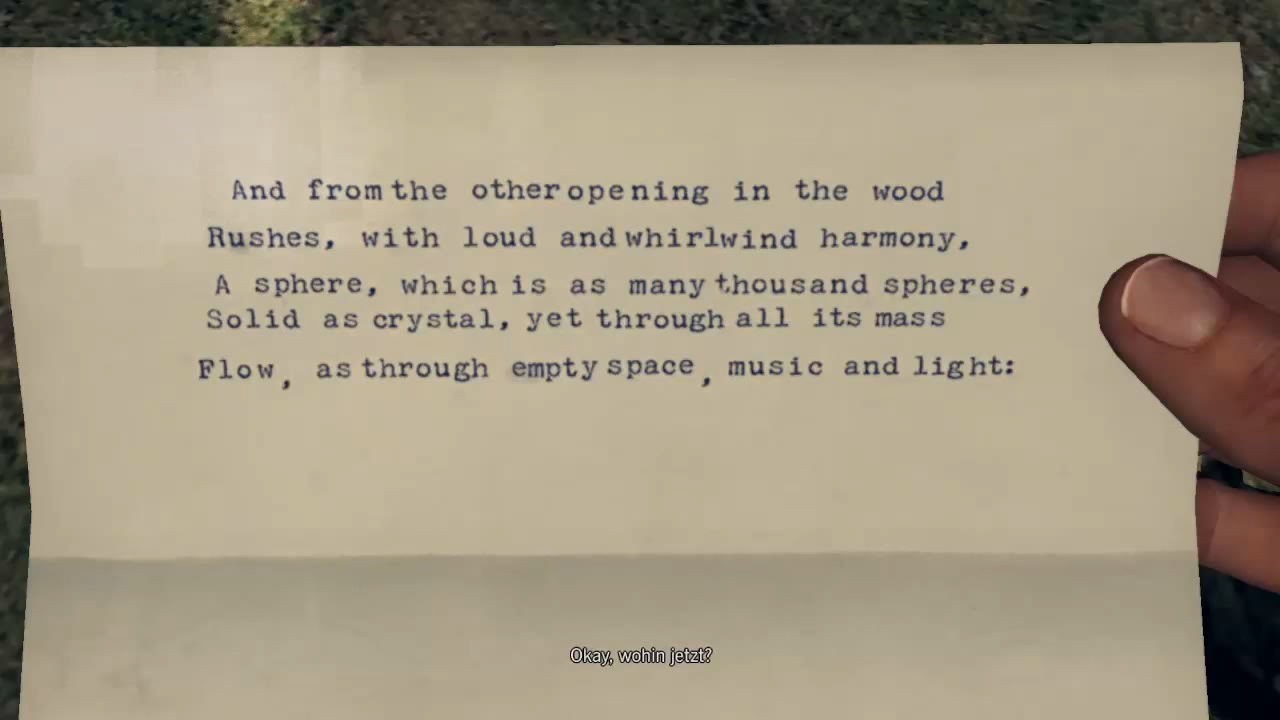 And from the other opening in the wood
Rushes, with loud and whirlwind harmony,
A sphere, which is as many thousand spheres,
Solid as crystal, yet through all its mass
Flow, as through empty space, music and light:
Okay, wohin jetzt?